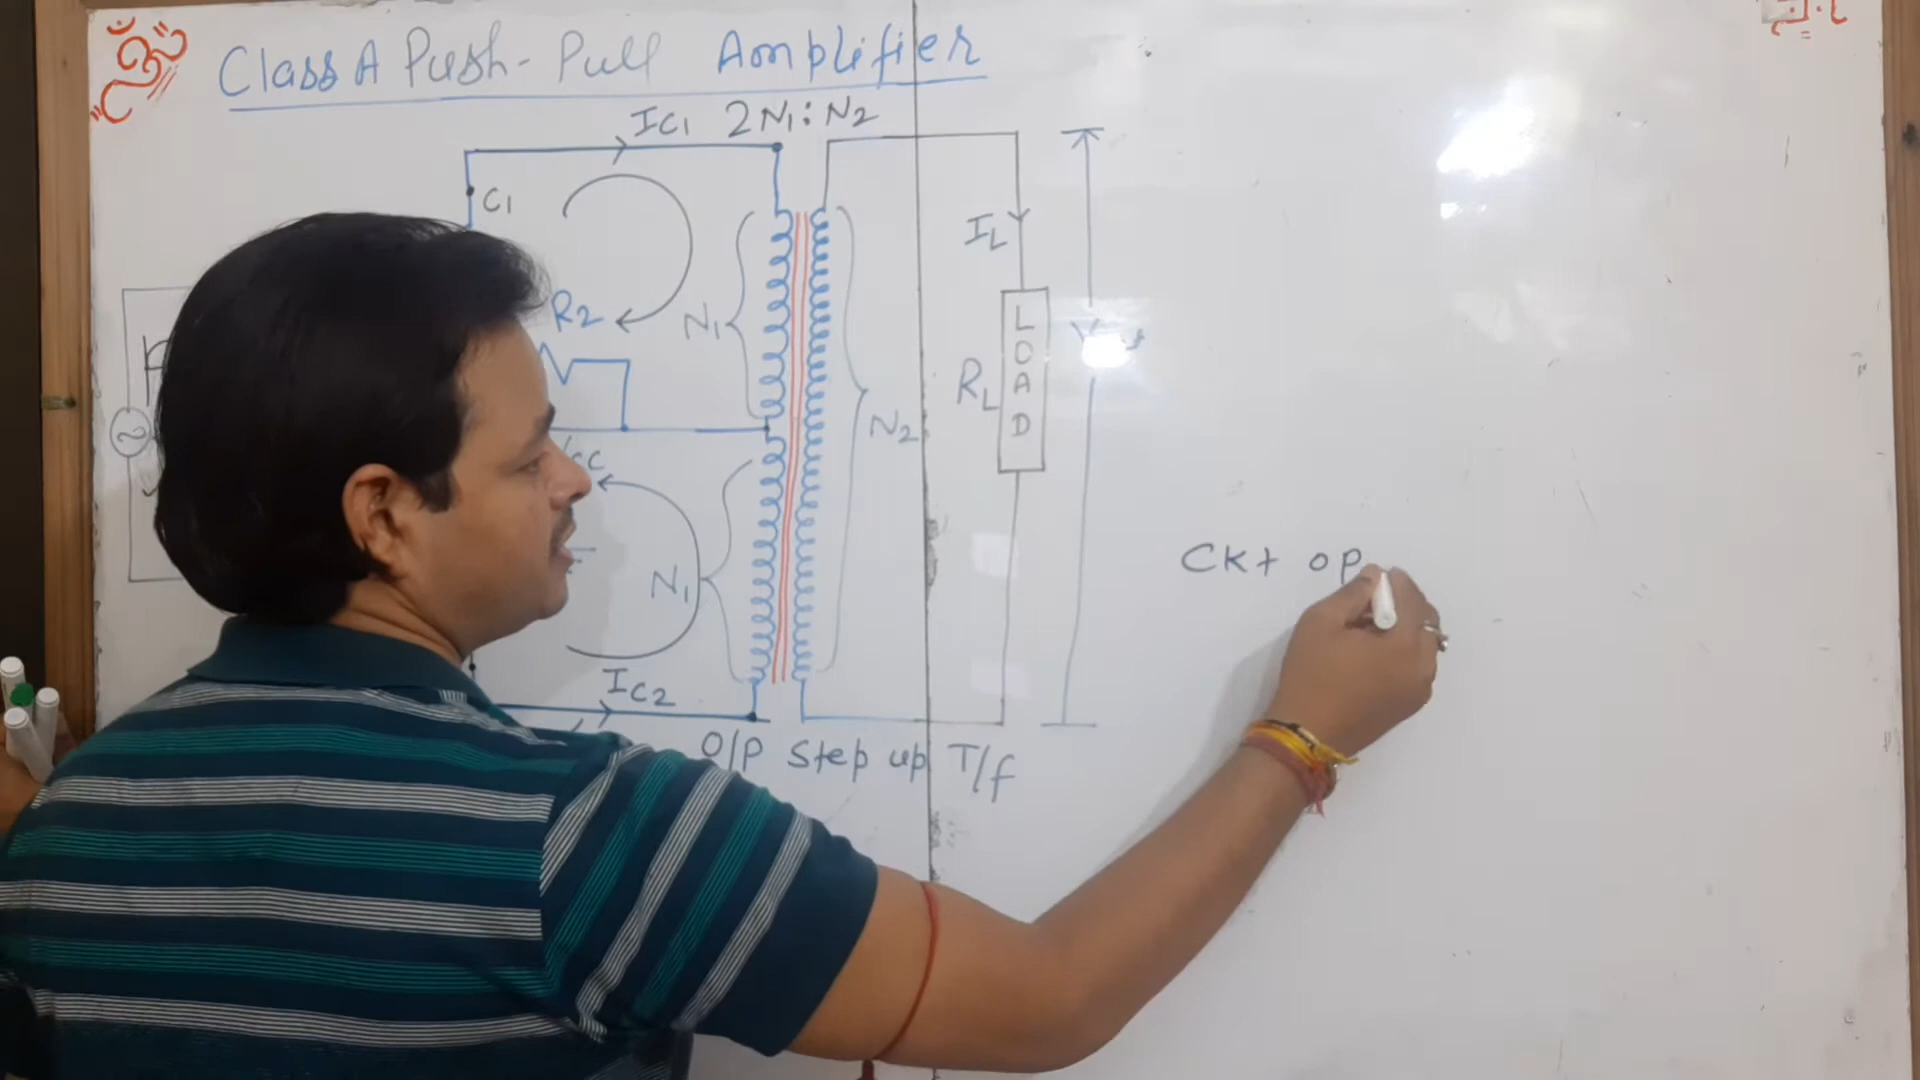 ॐ
Class A Push-Pull Amplifier
IC1 2N1:N2
C1
IL
R2
N1
LOAD
RL
N2
CC
N1
Ckt op
IC2
O/P Step up T/f